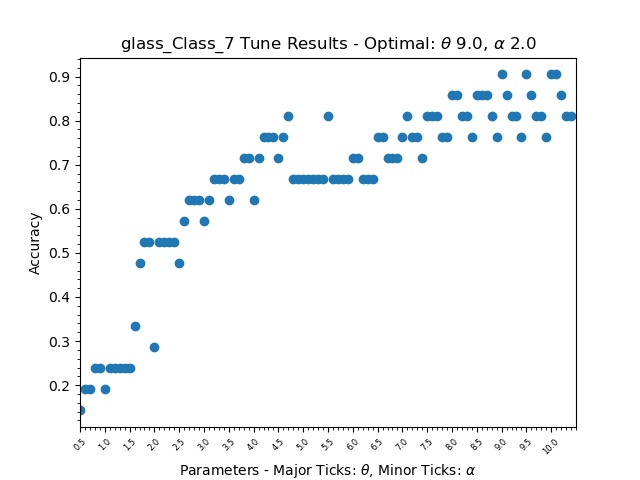 glass_Class_7 Tune Results - Optimal: θ 9.0, α 2.0
Accuracy
0.9
0.8
0.7
0.6
0.5
0.4
0.3
0.2
0.5 1.0 1.5 2.0 2.5 3.0 3.5 4.0 4.5 5.0 5.5 6.0 6.5 7.0 7.5 8.0 8.5 9.0 9.5 10.0
Parameters - Major Ticks: θ, Minor Ticks: α